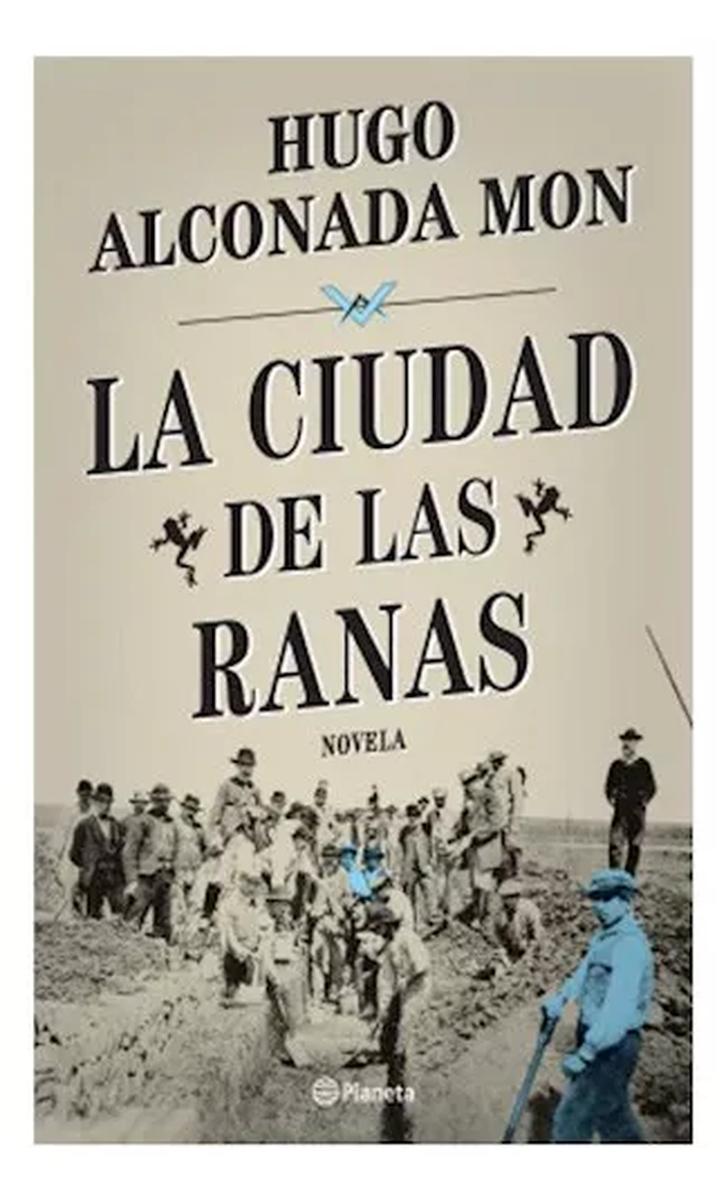 HUGO
ALCONADA MON
LA CIUDAD
DE LAS
RANAS
NOVELA
Planeta